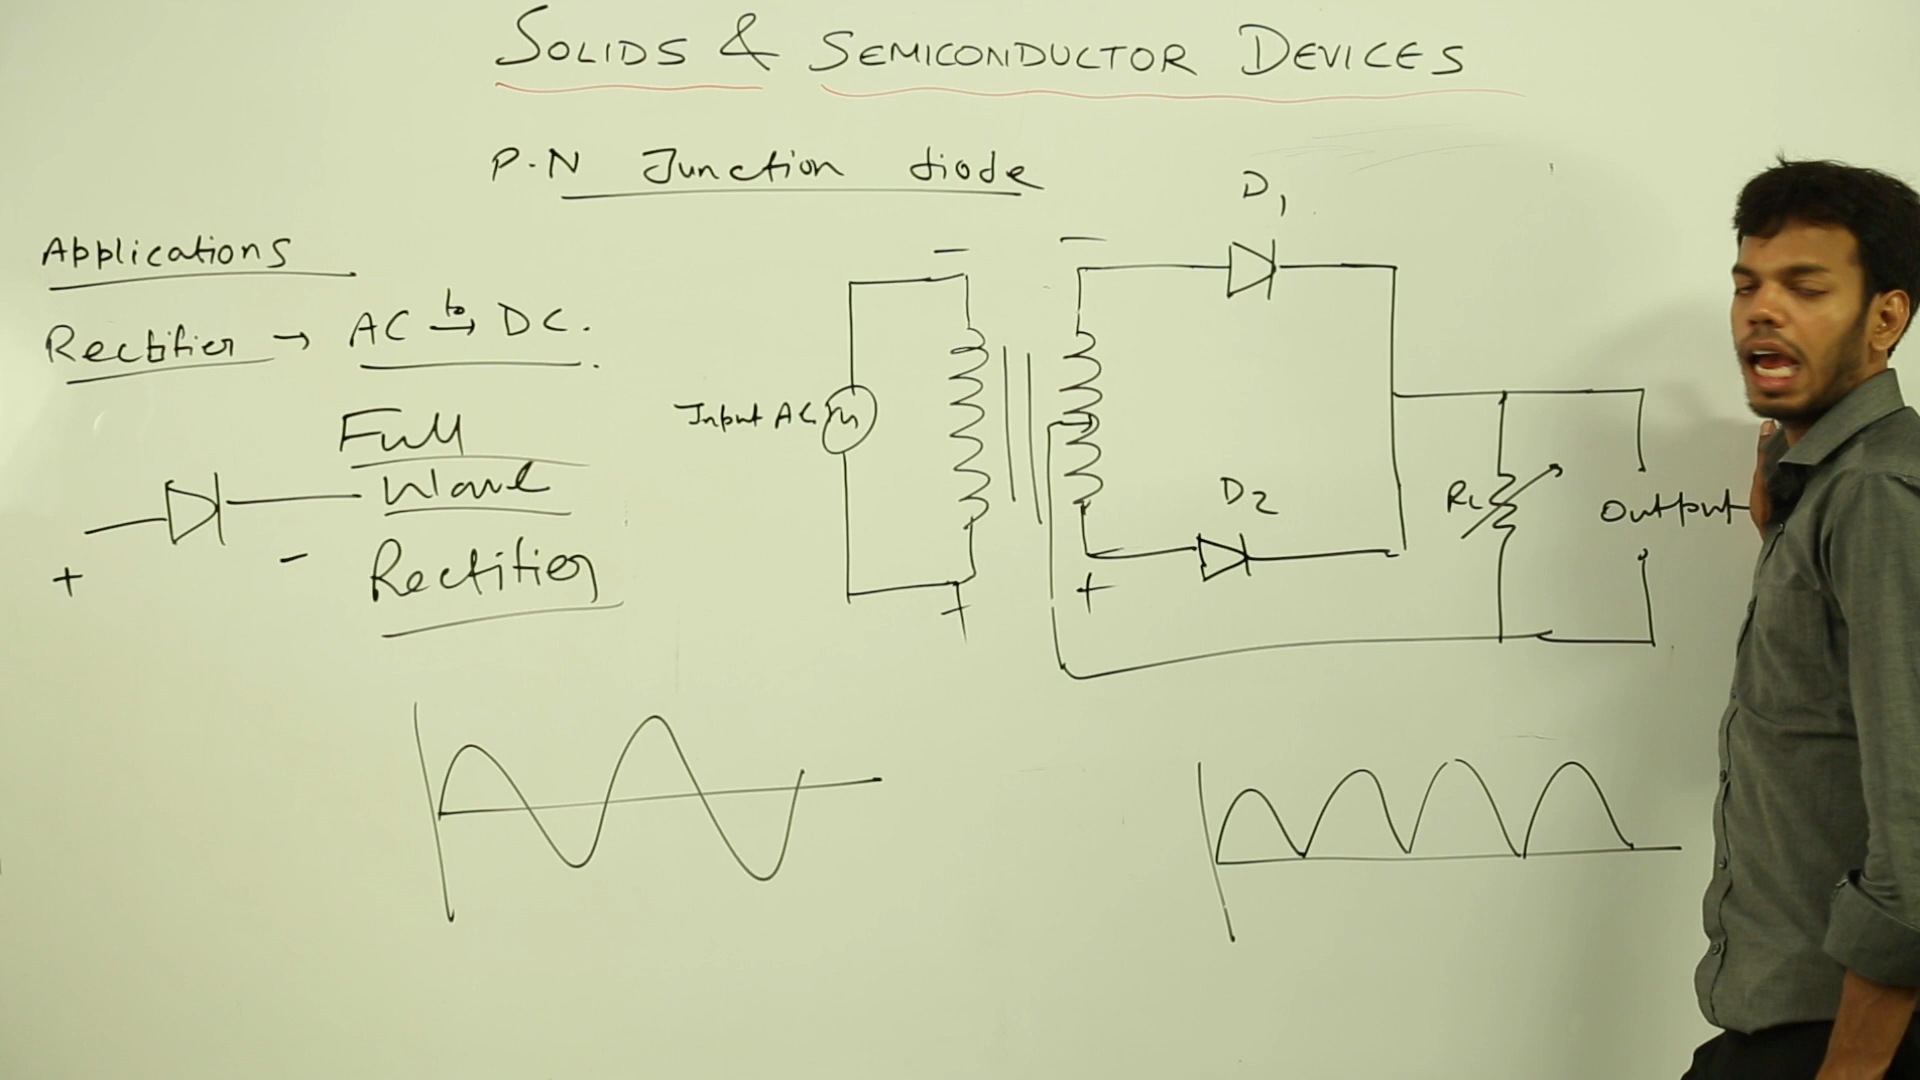 SOLIDS & SEMICONDUCTOR DEVICES
P-N Junction diode
Applications
Rectifier → AC to→ DC.
Full
Wave
Rectifier
+
-
Input AC
-
+
-
+
D1
D2
RL
Output